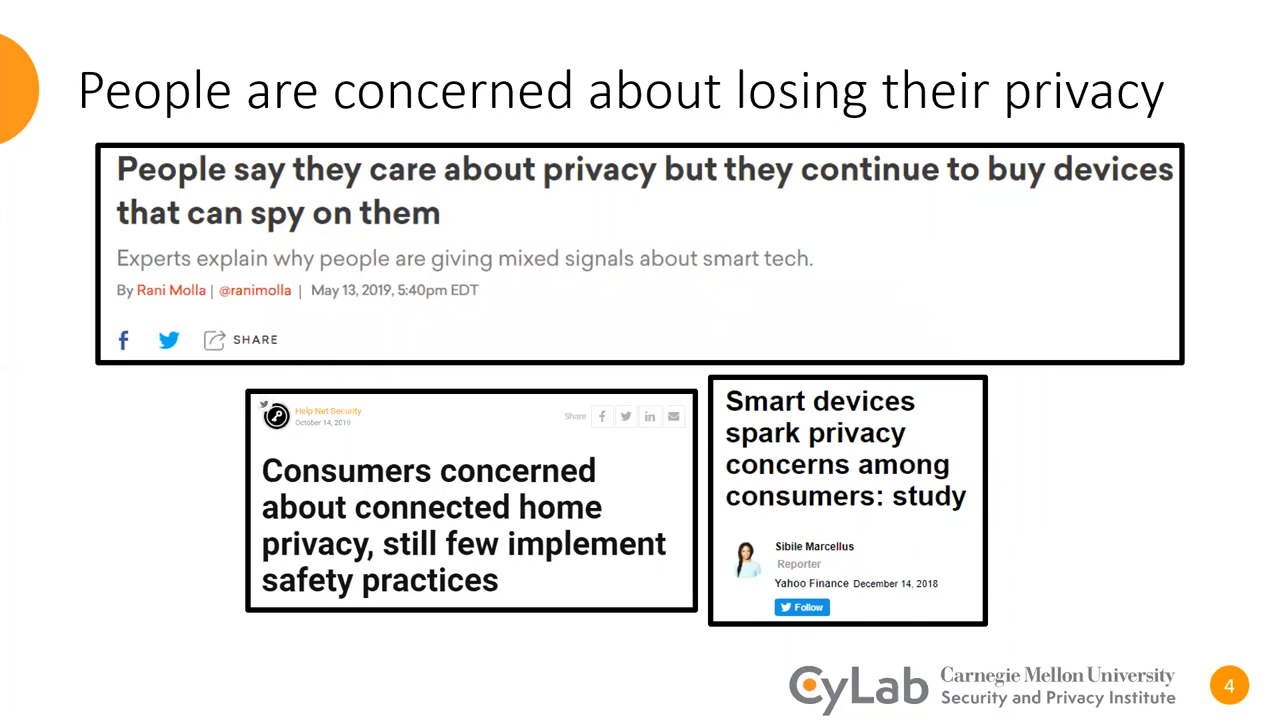 People are concerned about losing their privacy
People say they care about privacy but they continue to buy devices
that can spy on them
Experts explain why people are giving mixed signals about smart tech.
By Rani Molla | @ranimolla | May 13, 2019, 5:40pm EDT
SHARE
Help Net Security
October 14, 2019
Share
Consumers concerned
about connected home
privacy, still few implement
safety practices
Smart devices
spark privacy
concerns among
consumers: study
Sibile Marcellus
Reporter
Yahoo Finance December 14, 2018
Follow
CyLab
Carnegie Mellon University
Security and Privacy Institute
4